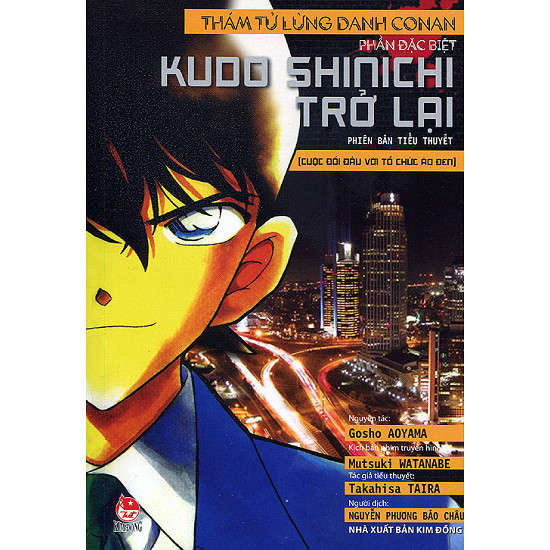 THÁM TỬ LỪNG DANH CONAN
PHẦN ĐẶC BIỆT
KUDO SHINICHI
TRỞ LẠI
PHIÊN BẢN TIỂU THUYẾT
(CUỘC ĐỐI ĐẦU VỚI TỔ CHỨC ÁO ĐEN)
Nguyên tác:
Gosho AOYAMA
Kịch bản phim truyền hình:
Mutsuki WATANABE
Tác giả tiểu thuyết:
Takahisa TAIRA
Người dịch:
NGUYỄN PHƯƠNG BẢO CHÂU
NHÀ XUẤT BẢN KIM ĐỒNG
KIM ĐỒNG